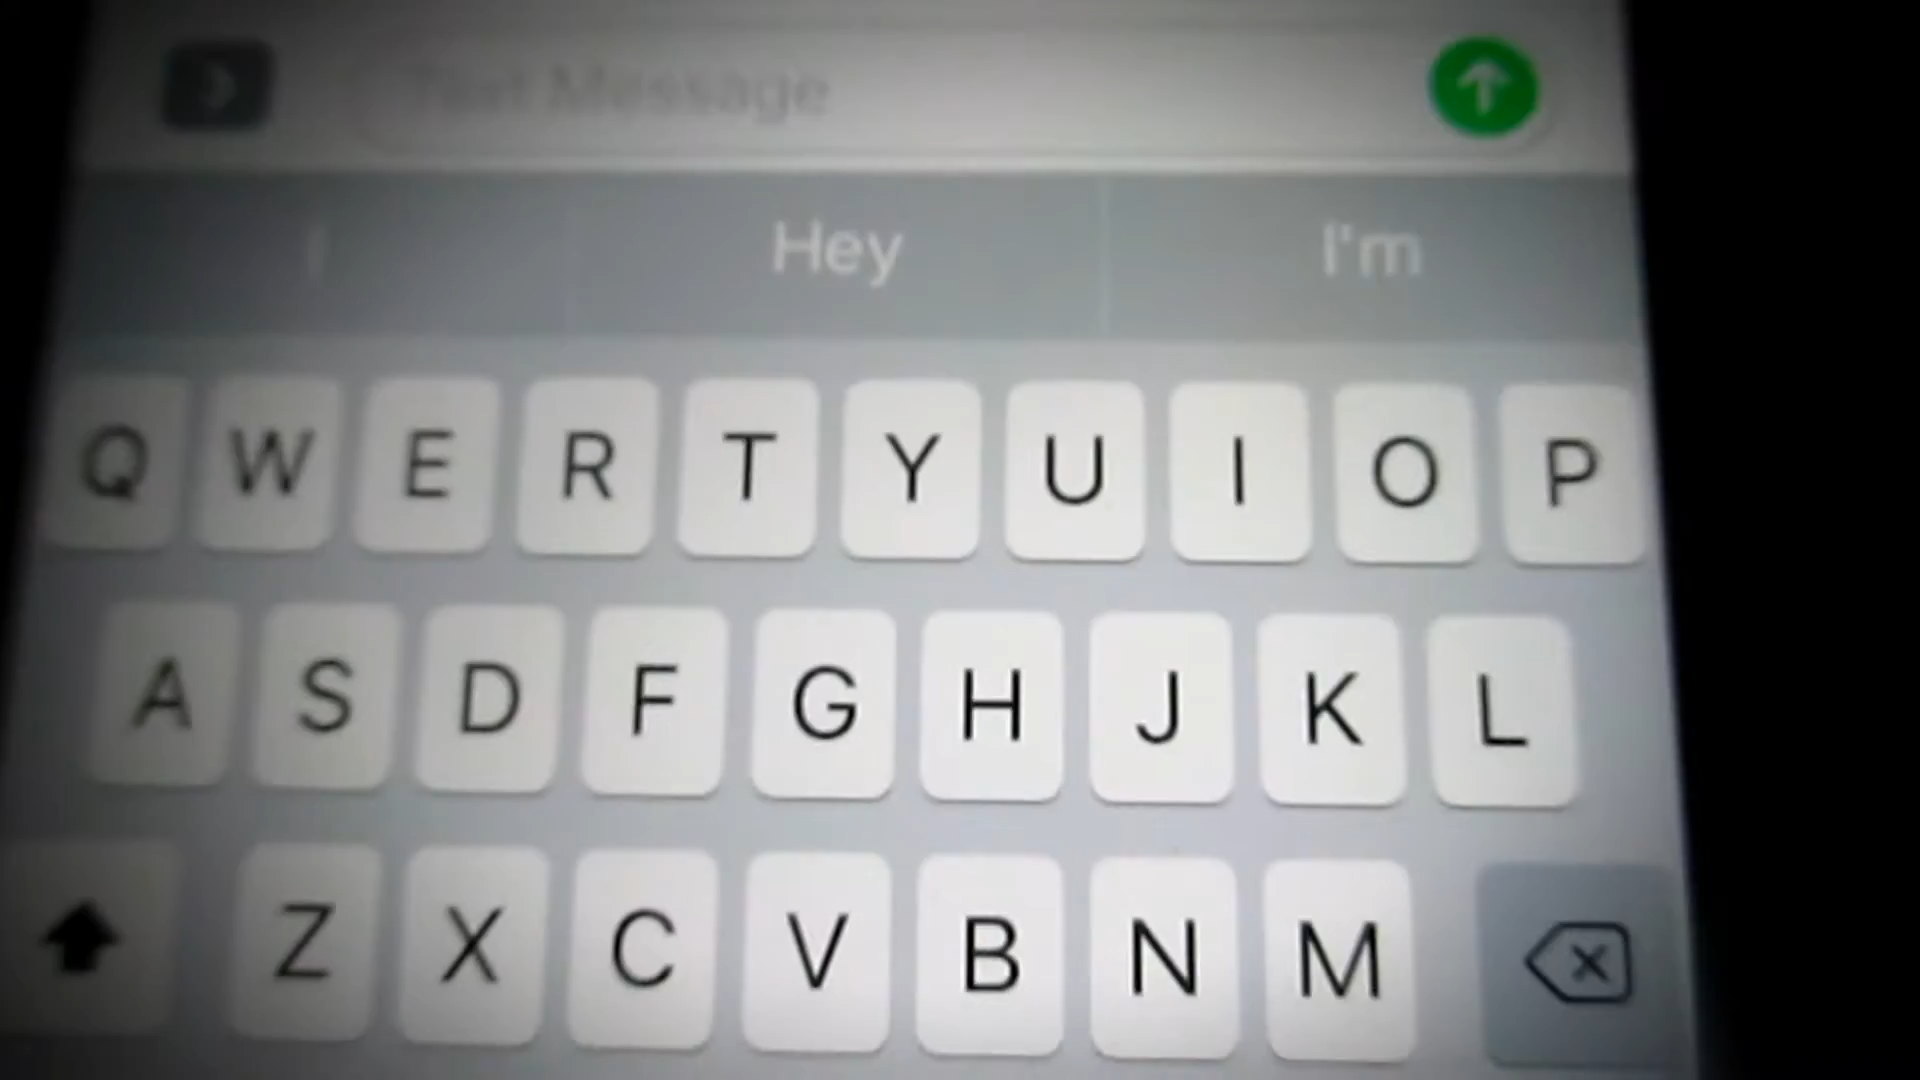 Text Message
I Hey I'm
Q W E R T Y U I O P
A S D F G H J K L
Z X C V B N M